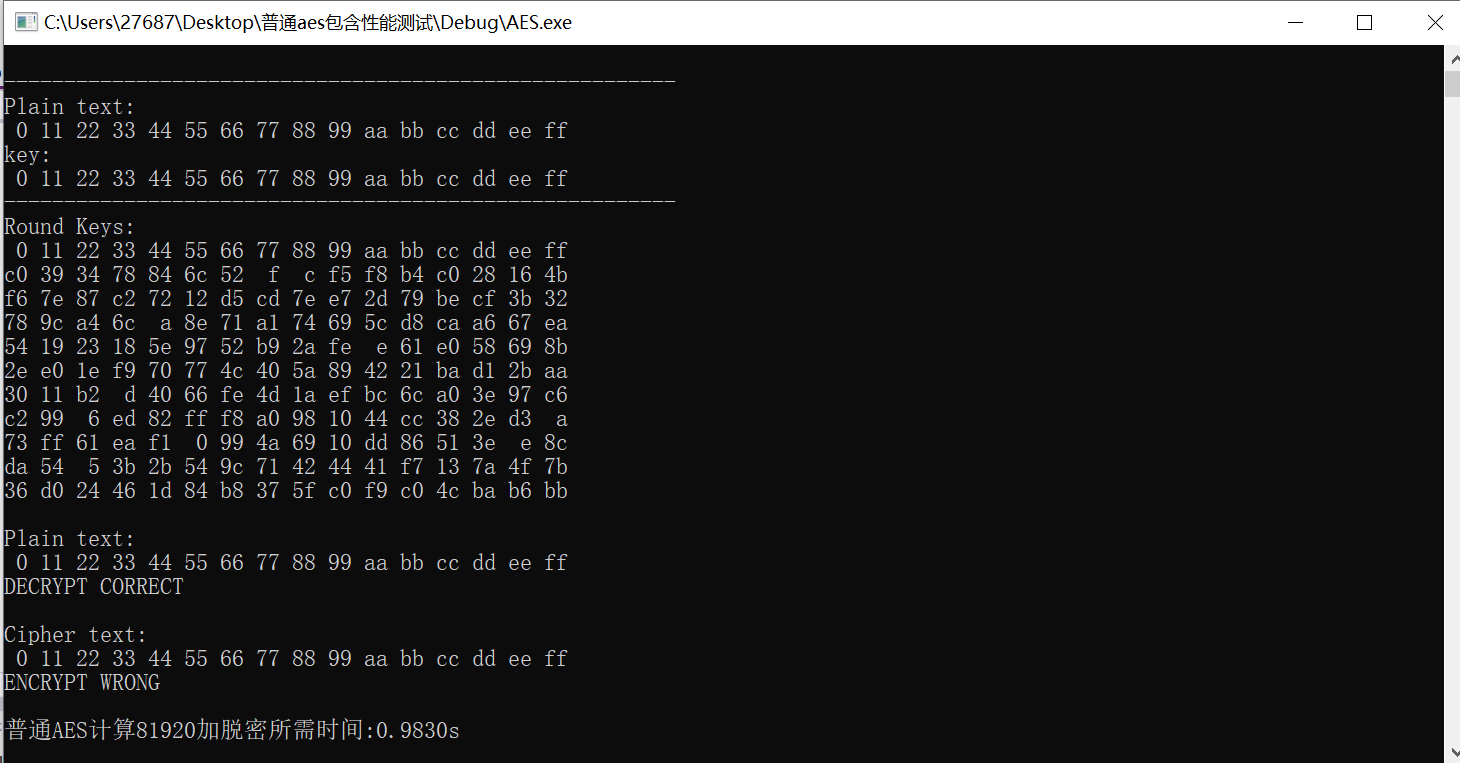 C:\Users\27687\Desktop\普通aes包含性能测试\Debug\AES.exe
--------------------------------------------------------
Plain text:
 0 11 22 33 44 55 66 77 88 99 aa bb cc dd ee ff
key:
 0 11 22 33 44 55 66 77 88 99 aa bb cc dd ee ff
--------------------------------------------------------
Round Keys:
 0 11 22 33 44 55 66 77 88 99 aa bb cc dd ee ff
c0 39 34 78 84 6c 52  f  c f5 f8 b4 c0 28 16 4b
f6 7e 87 c2 72 12 d5 cd 7e e7 2d 79 be cf 3b 32
78 9c a4 6c  a 8e 71 a1 74 69 5c d8 ca a6 67 ea
54 19 23 18 5e 97 52 b9 2a fe  e 61 e0 58 69 8b
2e e0 1e f9 70 77 4c 40 5a 89 42 21 ba d1 2b aa
30 11 b2  d 40 66 fe 4d 1a ef bc 6c a0 3e 97 c6
c2 99  6 ed 82 ff f8 a0 98 10 44 cc 38 2e d3  a
73 ff 61 ea f1  0 99 4a 69 10 dd 86 51 3e  e 8c
da 54  5 3b 2b 54 9c 71 42 44 41 f7 13 7a 4f 7b
36 d0 24 46 1d 84 b8 37 5f c0 f9 c0 4c ba b6 bb
Plain text:
 0 11 22 33 44 55 66 77 88 99 aa bb cc dd ee ff
DECRYPT CORRECT
Cipher text:
 0 11 22 33 44 55 66 77 88 99 aa bb cc dd ee ff
ENCRYPT WRONG
普通AES计算81920加脱密所需时间:0.9830s